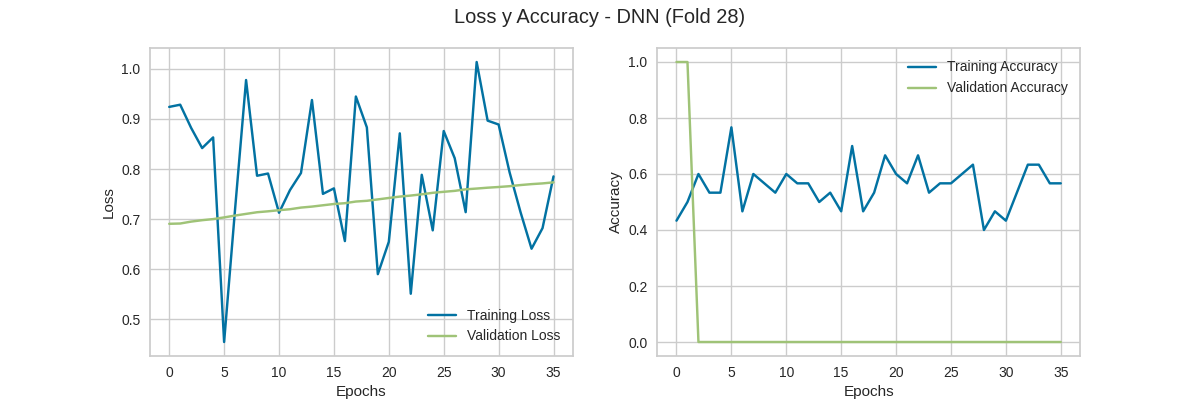 Loss y Accuracy - DNN (Fold 28)
1.0
0.9
0.8
0.7
0.6
0.5
Loss
0 5 10 15 20 25 30 35
Epochs
Training Loss
Validation Loss
1.0
0.8
0.6
0.4
0.2
0.0
Accuracy
0 5 10 15 20 25 30 35
Epochs
Training Accuracy
Validation Accuracy